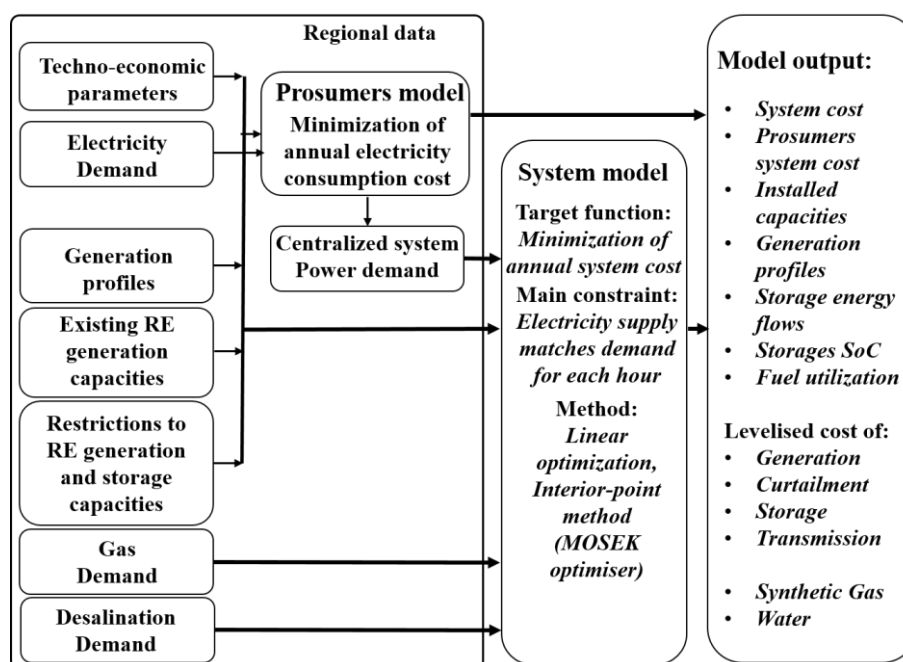 Regional data
Techno-economic
parameters
Electricity
Demand
Generation
profiles
Existing RE
generation
capacities
Restrictions to
RE generation
and storage
capacities
Gas
Demand
Desalination
Demand
Prosumers model
Minimization of
annual electricity
consumption cost
Centralized system
Power demand
System model
Target function:
Minimization of
annual system cost
Main constraint:
Electricity supply
matches demand
for each hour
Method:
Linear
optimization,
Interior-point
method
(MOSEK
optimiser)
Model output:
• System cost
• Prosumers
system cost
• Installed
capacities
• Generation
profiles
• Storage energy
flows
• Storages SoC
• Fuel utilization
Levelised cost of:
• Generation
• Curtailment
• Storage
• Transmission
• Synthetic Gas
• Water